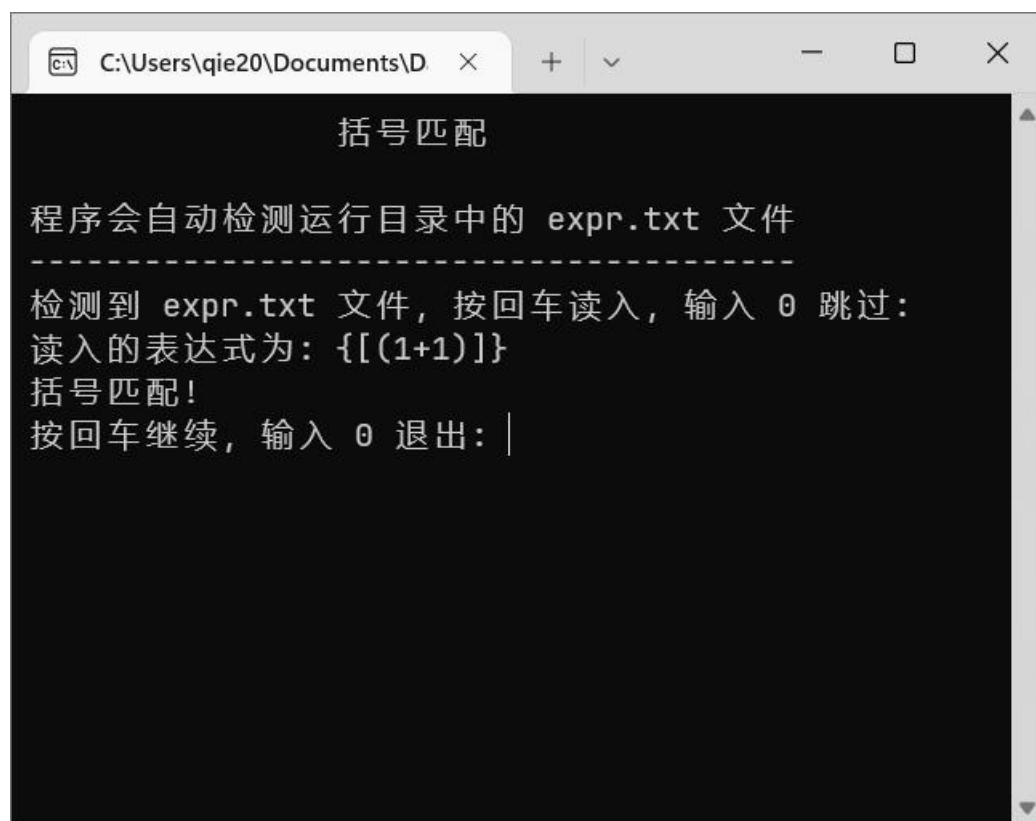 C:\Users\qie20\Documents\D
括号匹配
程序会自动检测运行目录中的 expr.txt 文件
----------------------------------------
检测到 expr.txt 文件, 按回车读入, 输入 0 跳过:
读入的表达式为: {[(1+1)]}
括号匹配!
按回车继续, 输入 0 退出: